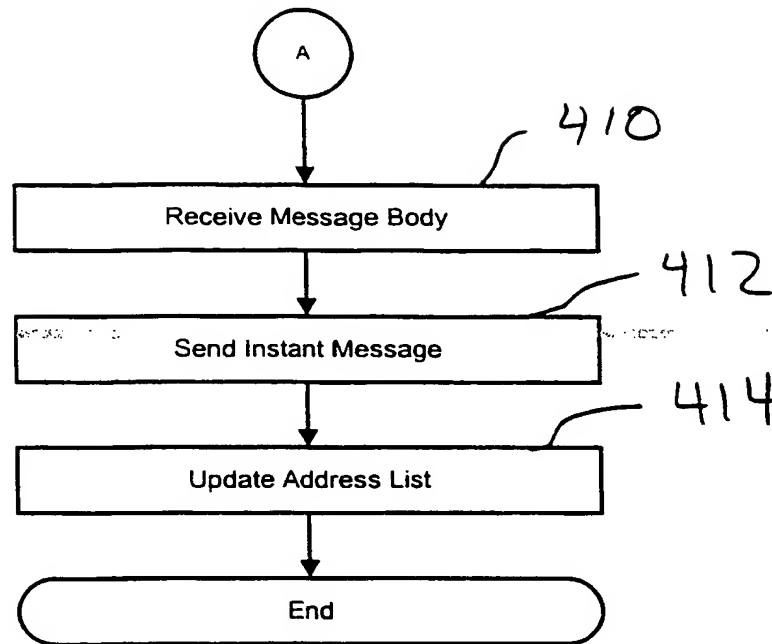 A
410
Receive Message Body
412
Send Instant Message
414
Update Address List
End